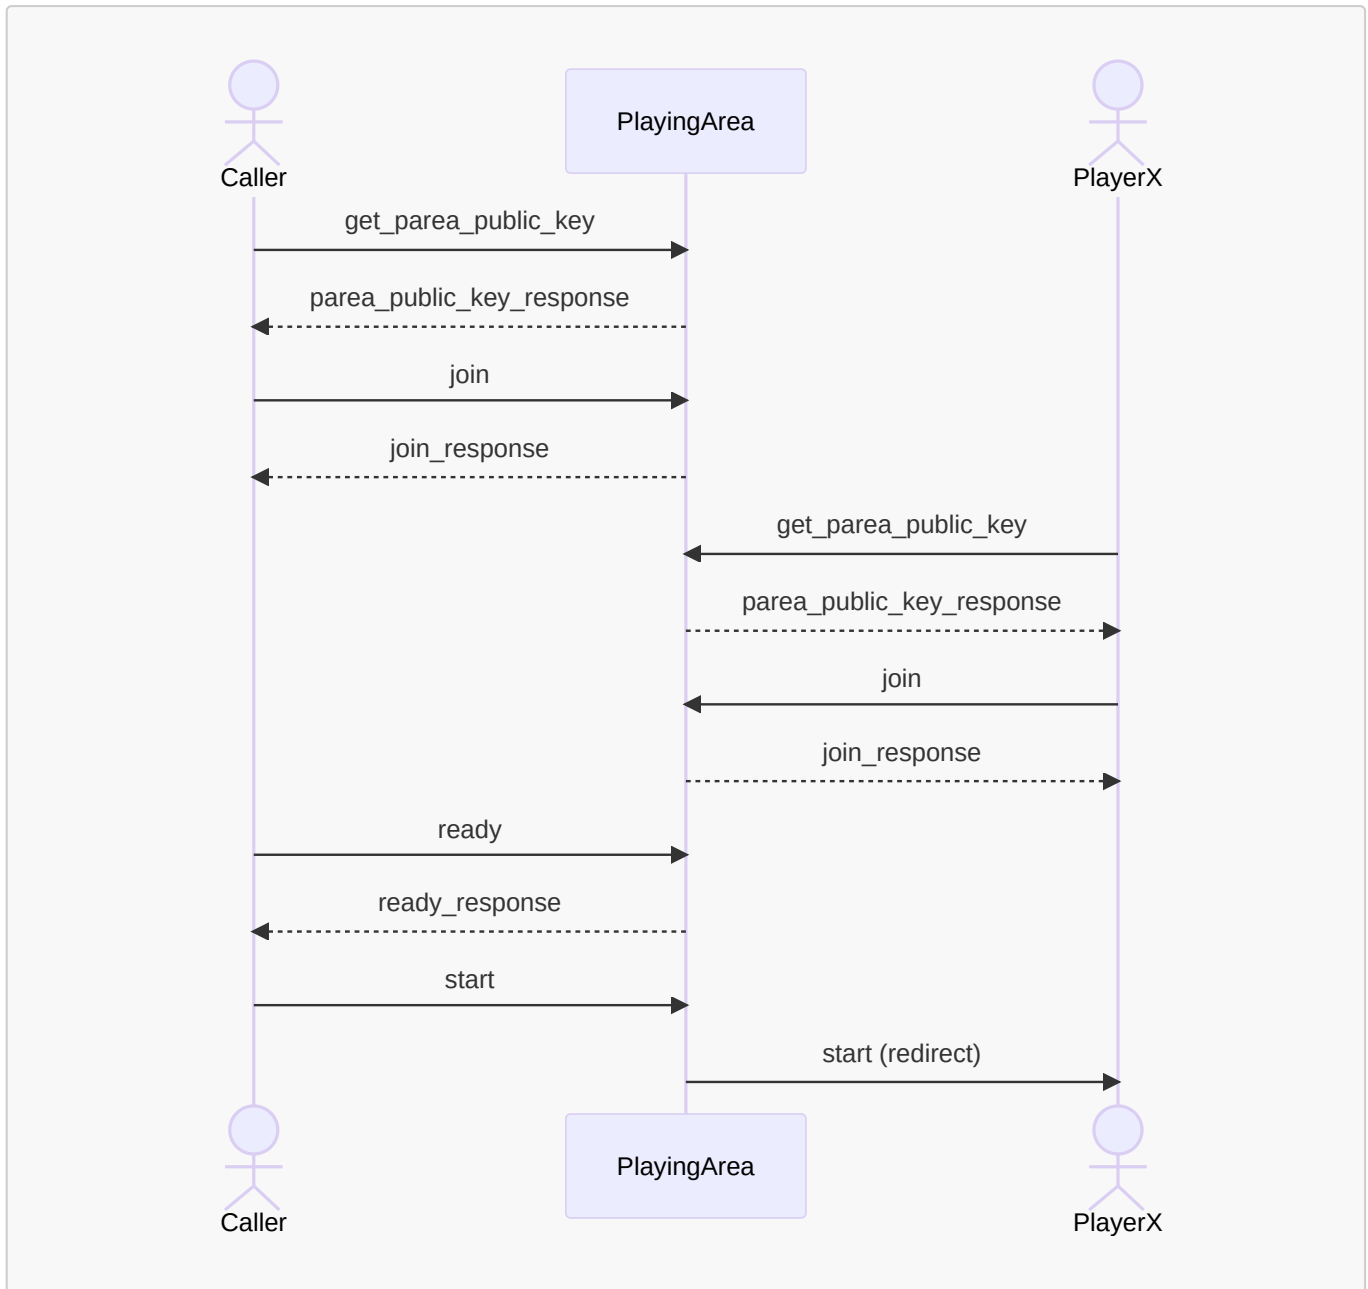 Caller
PlayingArea
PlayerX
get_parea_public_key
parea_public_key_response
join
join_response
get_parea_public_key
parea_public_key_response
join
join_response
ready
ready_response
start
start (redirect)
Caller
PlayingArea
PlayerX